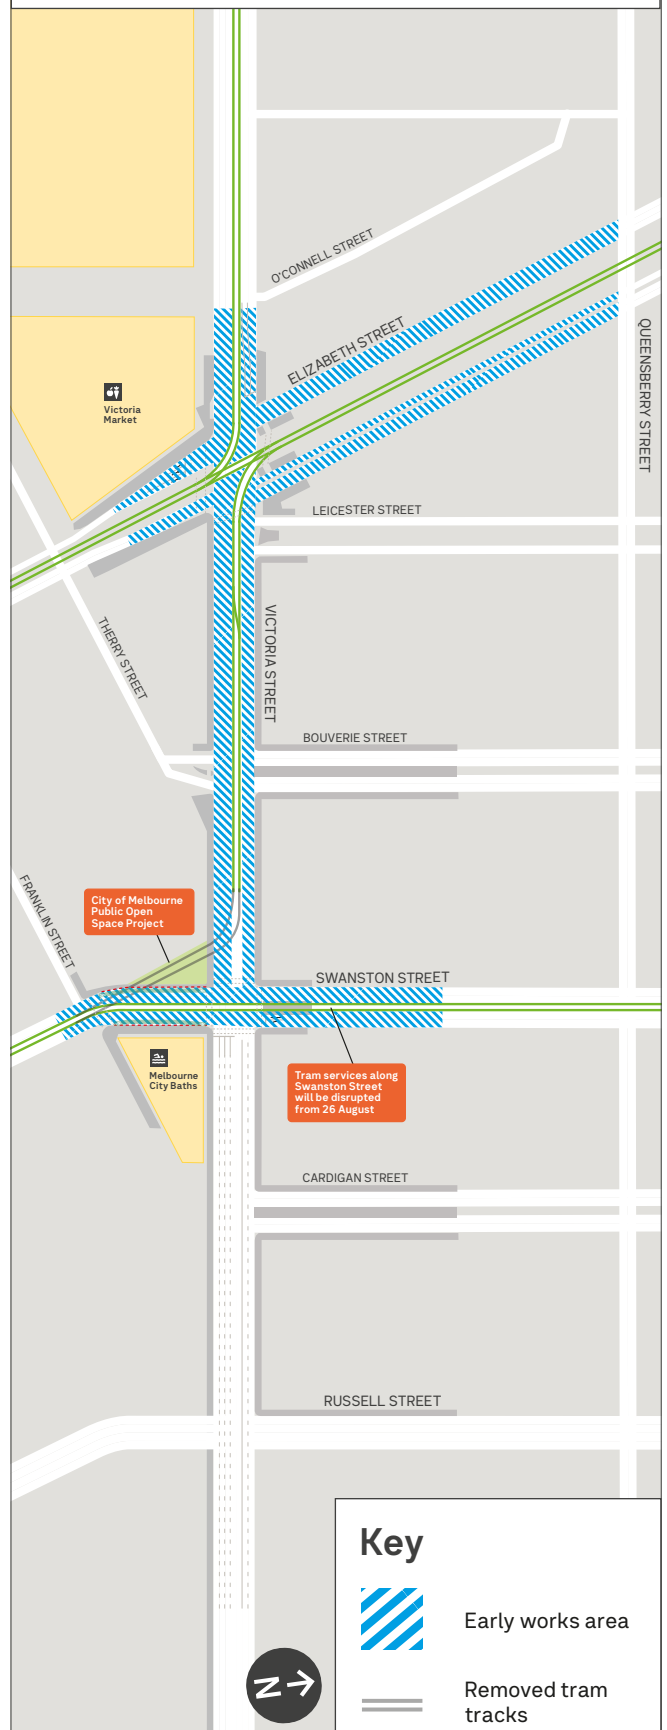 O'CONNELL STREET
ELIZABETH STREET
QUEENSBERRY STREET
Victoria
Market
LEICESTER STREET
THERRY STREET
VICTORIA STREET
BOUVERIE STREET
FRANKLIN STREET
City of Melbourne
Public Open
Space Project
SWANSTON STREET
Melbourne
City Baths
Tram services along
Swanston Street
will be disrupted
from 26 August
CARDIGAN STREET
RUSSELL STREET
Key
Early works area
Removed tram
tracks
N